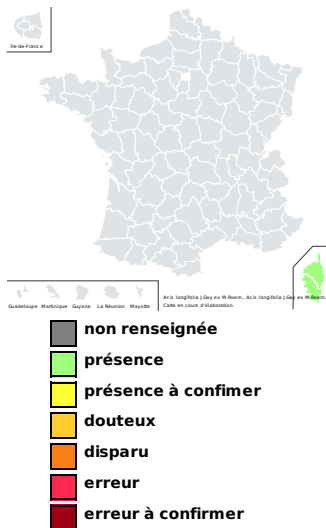 Île-de-France
Guadeloupe Martinique Guyane La Réunion Mayotte
Acis longifolia J.Gay ex M.Roem., Acis longifolia J.Gay ex M.Roem.
Carte en cours d'élaboration.
non renseignée
présence
présence à confimer
douteux
disparu
erreur
erreur à confirmer